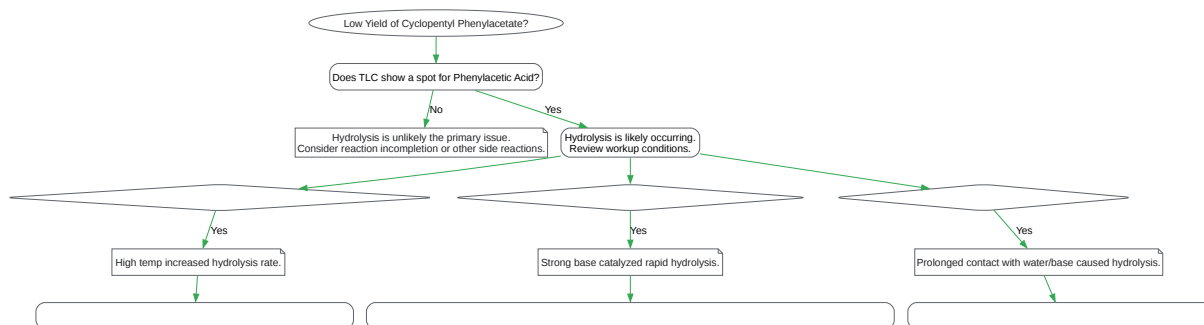 Low Yield of Cyclopentyl Phenylacetate?
Does TLC show a spot for Phenylacetic Acid?
No
Yes
Hydrolysis is unlikely the primary issue.
Consider reaction incompletion or other side reactions.
Hydrolysis is likely occurring.
Review workup conditions.
Yes
Yes
Yes
High temp increased hydrolysis rate.
Strong base catalyzed rapid hydrolysis.
Prolonged contact with water/base caused hydrolysis.